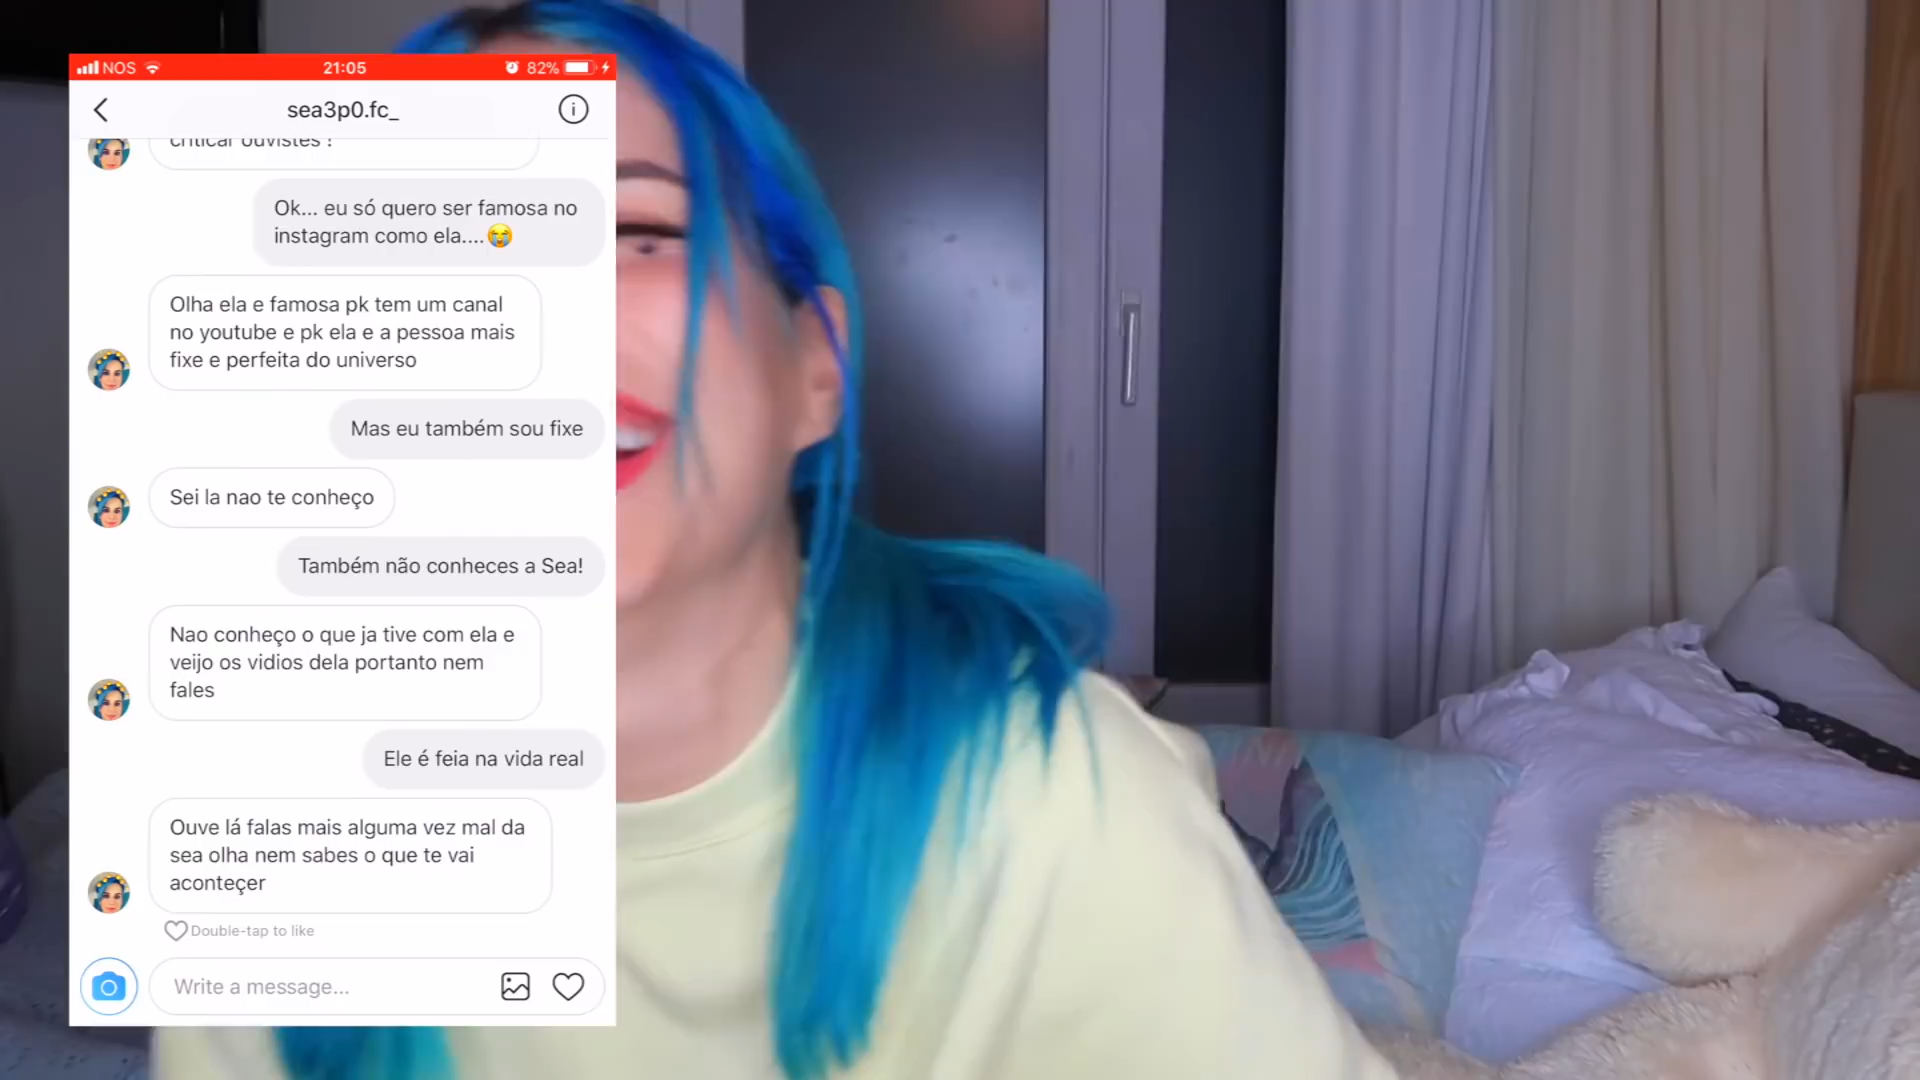 NOS 21:05 82%
sea3p0.fc_
criticar ouvistes !
Ok... eu só quero ser famosa no
instagram como ela....😭
Olha ela e famosa pk tem um canal
no youtube e pk ela e a pessoa mais
fixe e perfeita do universo
Mas eu também sou fixe
Sei la nao te conheço
Também não conheces a Sea!
Nao conheço o que ja tive com ela e
veijo os vidios dela portanto nem
fales
Ele é feia na vida real
Ouve lá falas mais alguma vez mal da
sea olha nem sabes o que te vai
aconteçer
Double-tap to like
Write a message...